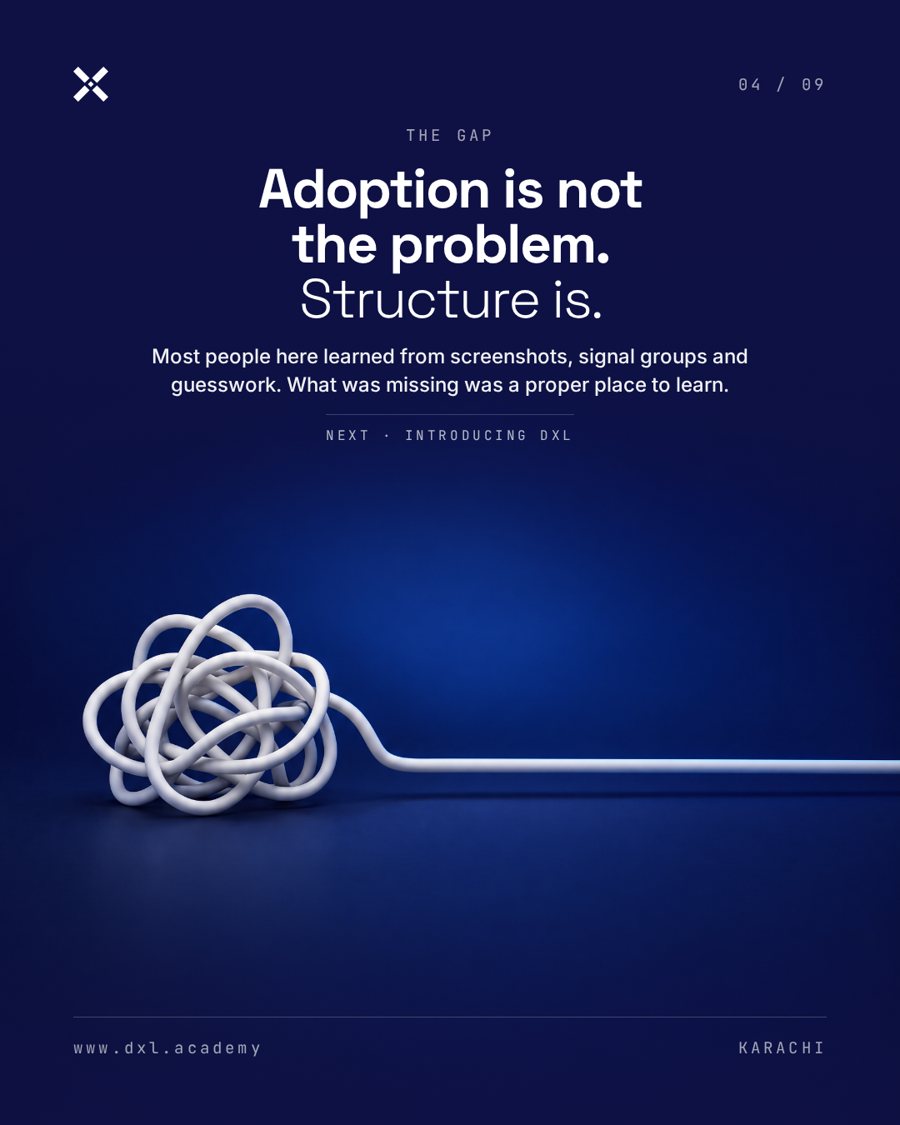 04 / 09
THE GAP
Adoption is not
the problem.
Structure is.
Most people here learned from screenshots, signal groups and
guesswork. What was missing was a proper place to learn.
NEXT · INTRODUCING DXL
www.dxl.academy
KARACHI